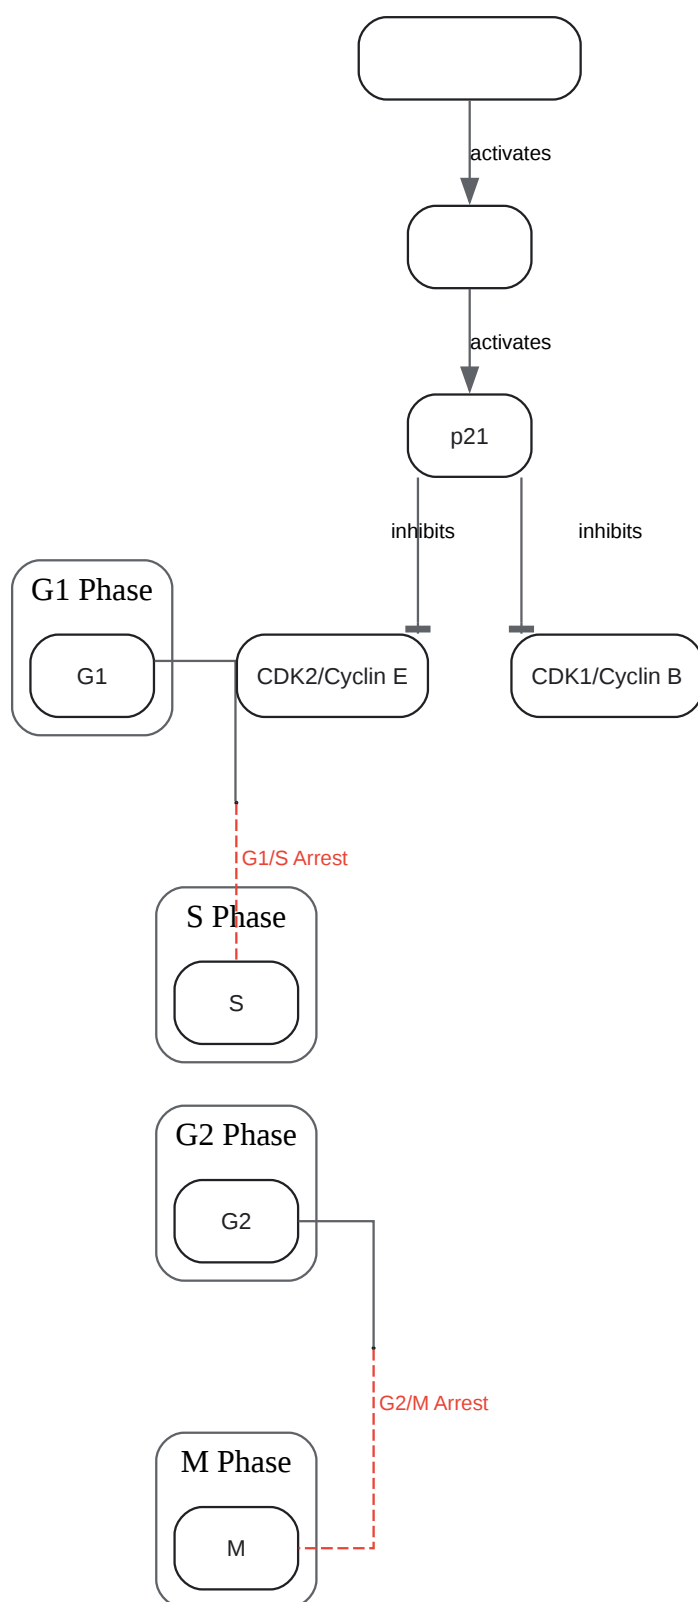 activates
activates
p21
inhibits
inhibits
G1 Phase
G1
CDK2/Cyclin E
CDK1/Cyclin B
G1/S Arrest
S Phase
S
G2 Phase
G2
G2/M Arrest
M Phase
M